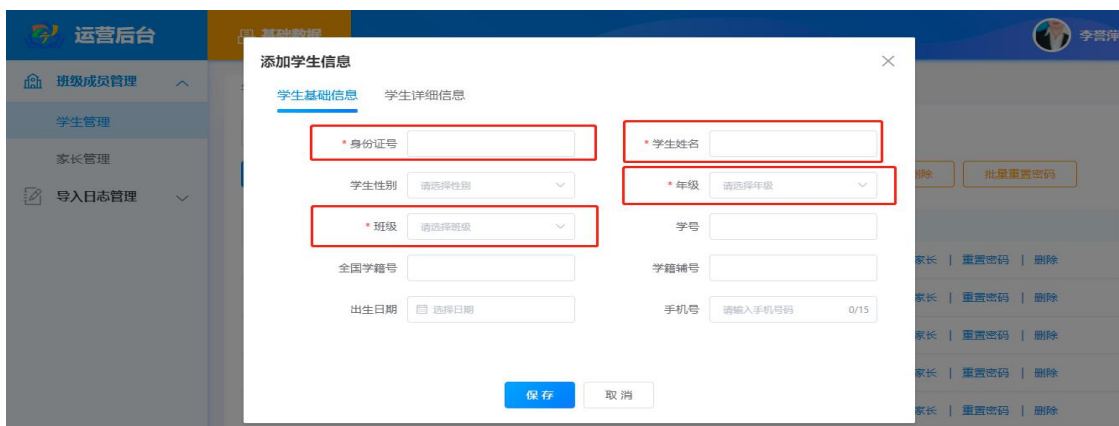 运营后台
基础数据
李誉萍
添加学生信息
班级成员管理
学生基础信息 学生详细信息
学生管理
* 身份证号 * 学生姓名
家长管理
删除 批量重置密码
学生性别 请选择性别 * 年级 请选择年级
导入日志管理
* 班级 请选择班级 学号
全国学籍号 学籍辅号
家长 | 重置密码 | 删除
家长 | 重置密码 | 删除
出生日期 选择日期 手机号 请输入手机号码 0/15
家长 | 重置密码 | 删除
家长 | 重置密码 | 删除
保存 取消
家长 | 重置密码 | 删除